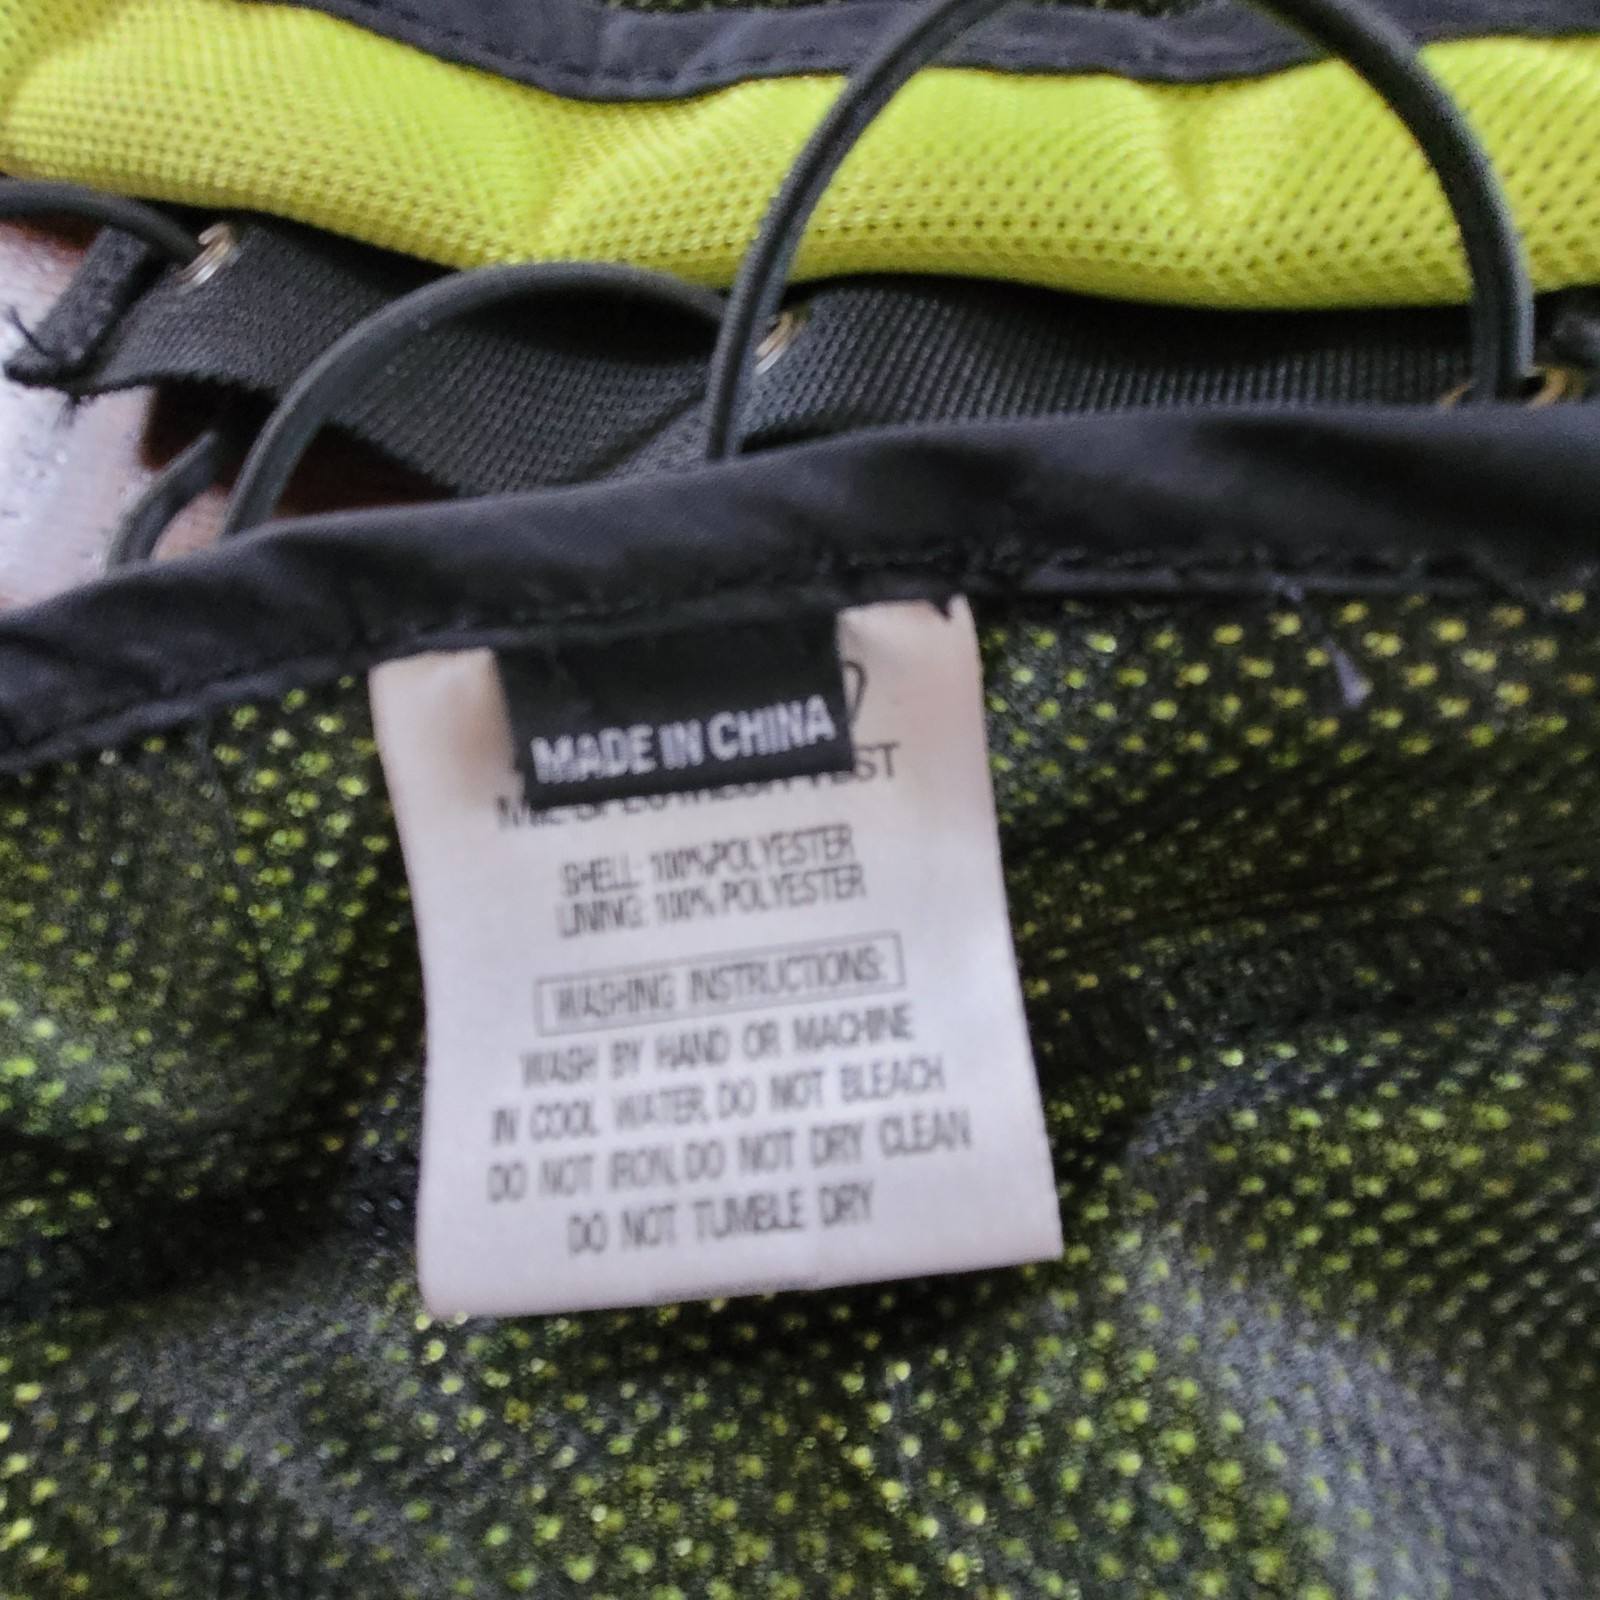 MADE IN CHINA
VEST
SHELL: 100%POLYESTER
LINING: 100% POLYESTER
WASHING INSTRUCTIONS:
WASH BY HAND OR MACHINE
IN COOL WATER, DO NOT BLEACH
DO NOT IRON, DO NOT DRY CLEAN
DO NOT TUMBLE DRY